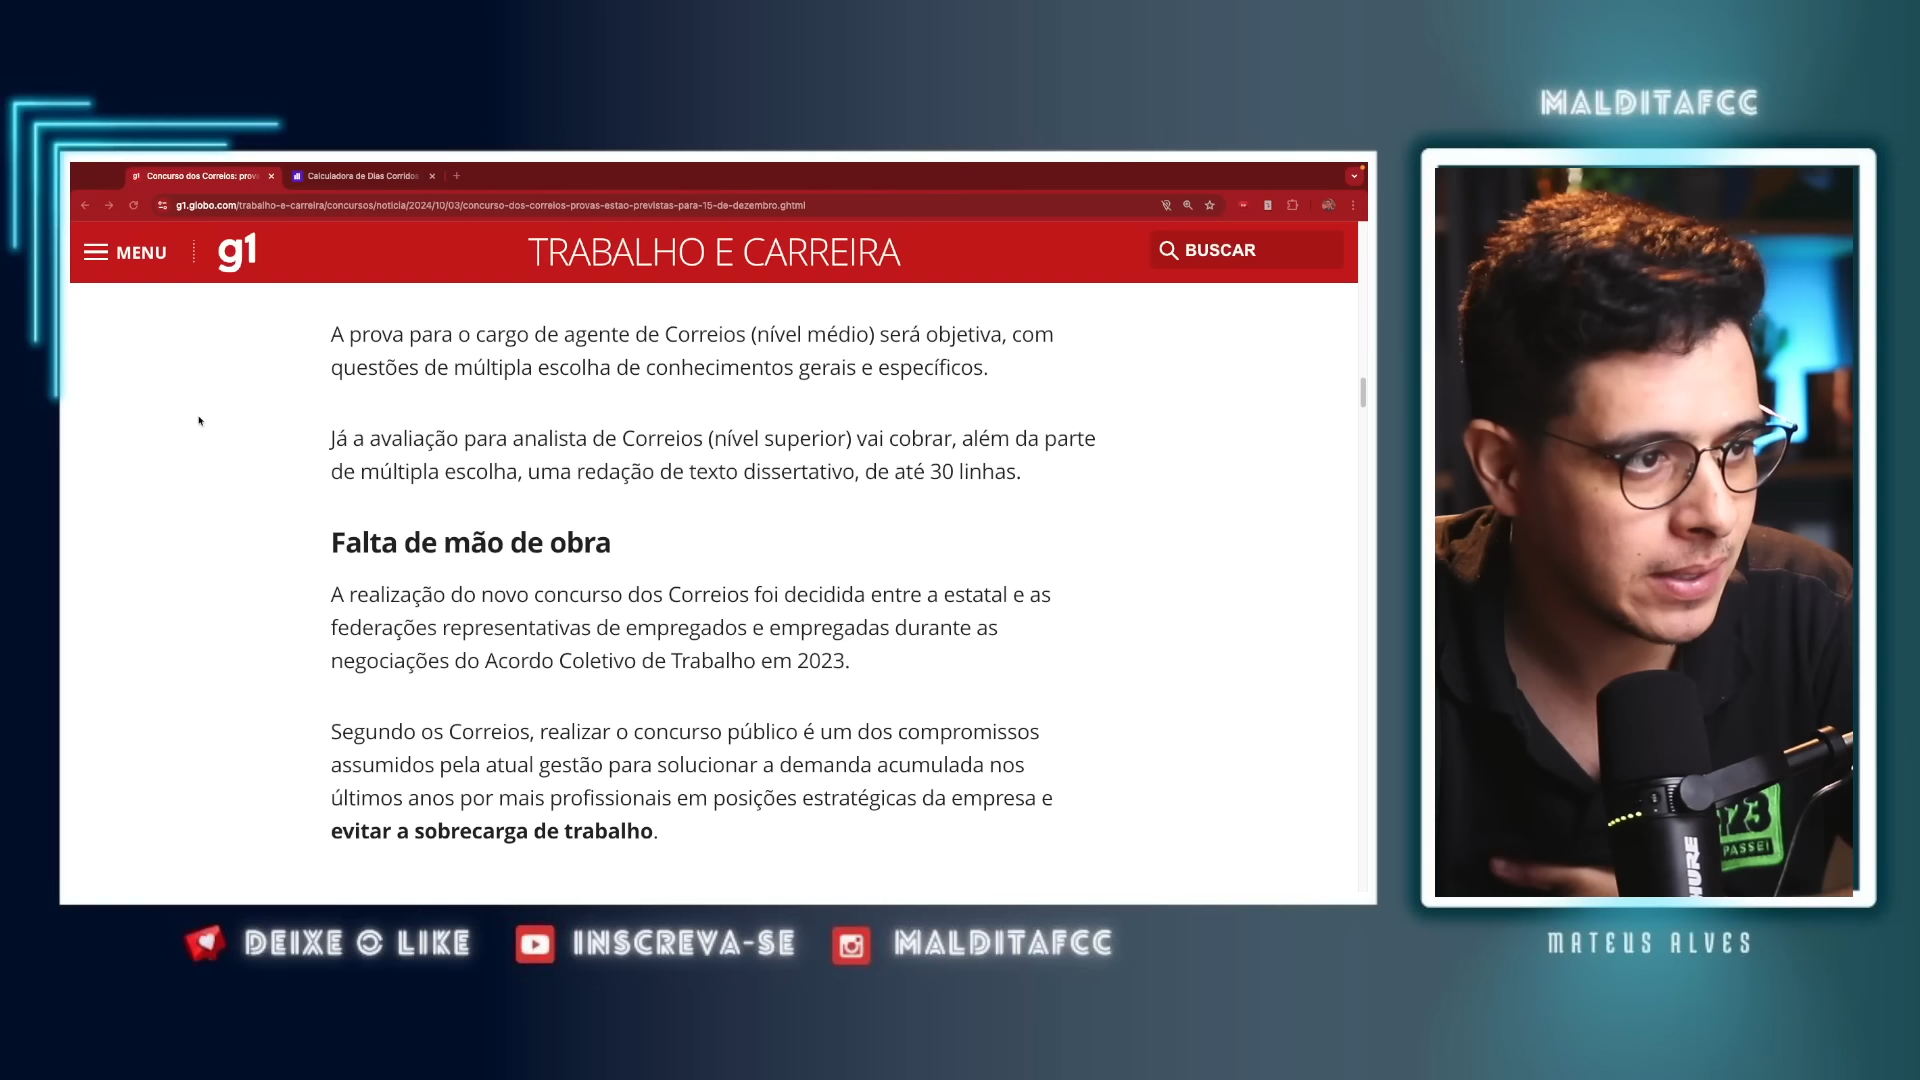 MALDITAFCC
g1 Concurso dos Correios: prov
Calculadora de Dias Corridos
g1.globo.com/trabalho-e-carreira/concursos/noticia/2024/10/03/concurso-dos-correios-provas-estao-previstas-para-15-de-dezembro.ghtml
MENU
g1
TRABALHO E CARREIRA
BUSCAR
A prova para o cargo de agente de Correios (nível médio) será objetiva, com
questões de múltipla escolha de conhecimentos gerais e específicos.
Já a avaliação para analista de Correios (nível superior) vai cobrar, além da parte
de múltipla escolha, uma redação de texto dissertativo, de até 30 linhas.
Falta de mão de obra
A realização do novo concurso dos Correios foi decidida entre a estatal e as
federações representativas de empregados e empregadas durante as
negociações do Acordo Coletivo de Trabalho em 2023.
Segundo os Correios, realizar o concurso público é um dos compromissos
assumidos pela atual gestão para solucionar a demanda acumulada nos
últimos anos por mais profissionais em posições estratégicas da empresa e
evitar a sobrecarga de trabalho.
PASSEI
DEIXE O LIKE
INSCREVA-SE
MALDITAFCC
MATEUS ALVES